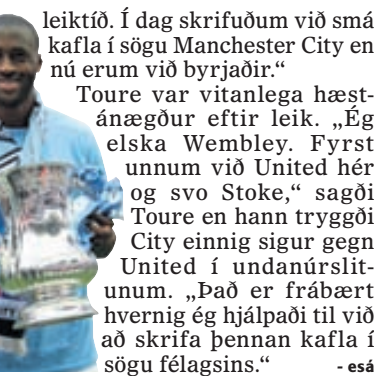 leiktíð. Í dag skrifuðum við smá
kafla í sögu Manchester City en
nú erum við byrjaðir.“
Toure var vitanlega hæst-
ánægður eftir leik. „Ég
elska Wembley. Fyrst
unnum við United hér
og svo Stoke,“ sagði
Toure en hann tryggði
City einnig sigur gegn
United í undanúrslit-
unum. „Það er frábært
hvernig ég hjálpaði til við
að skrifa þennan kafla í
sögu félagsins.“ - esá